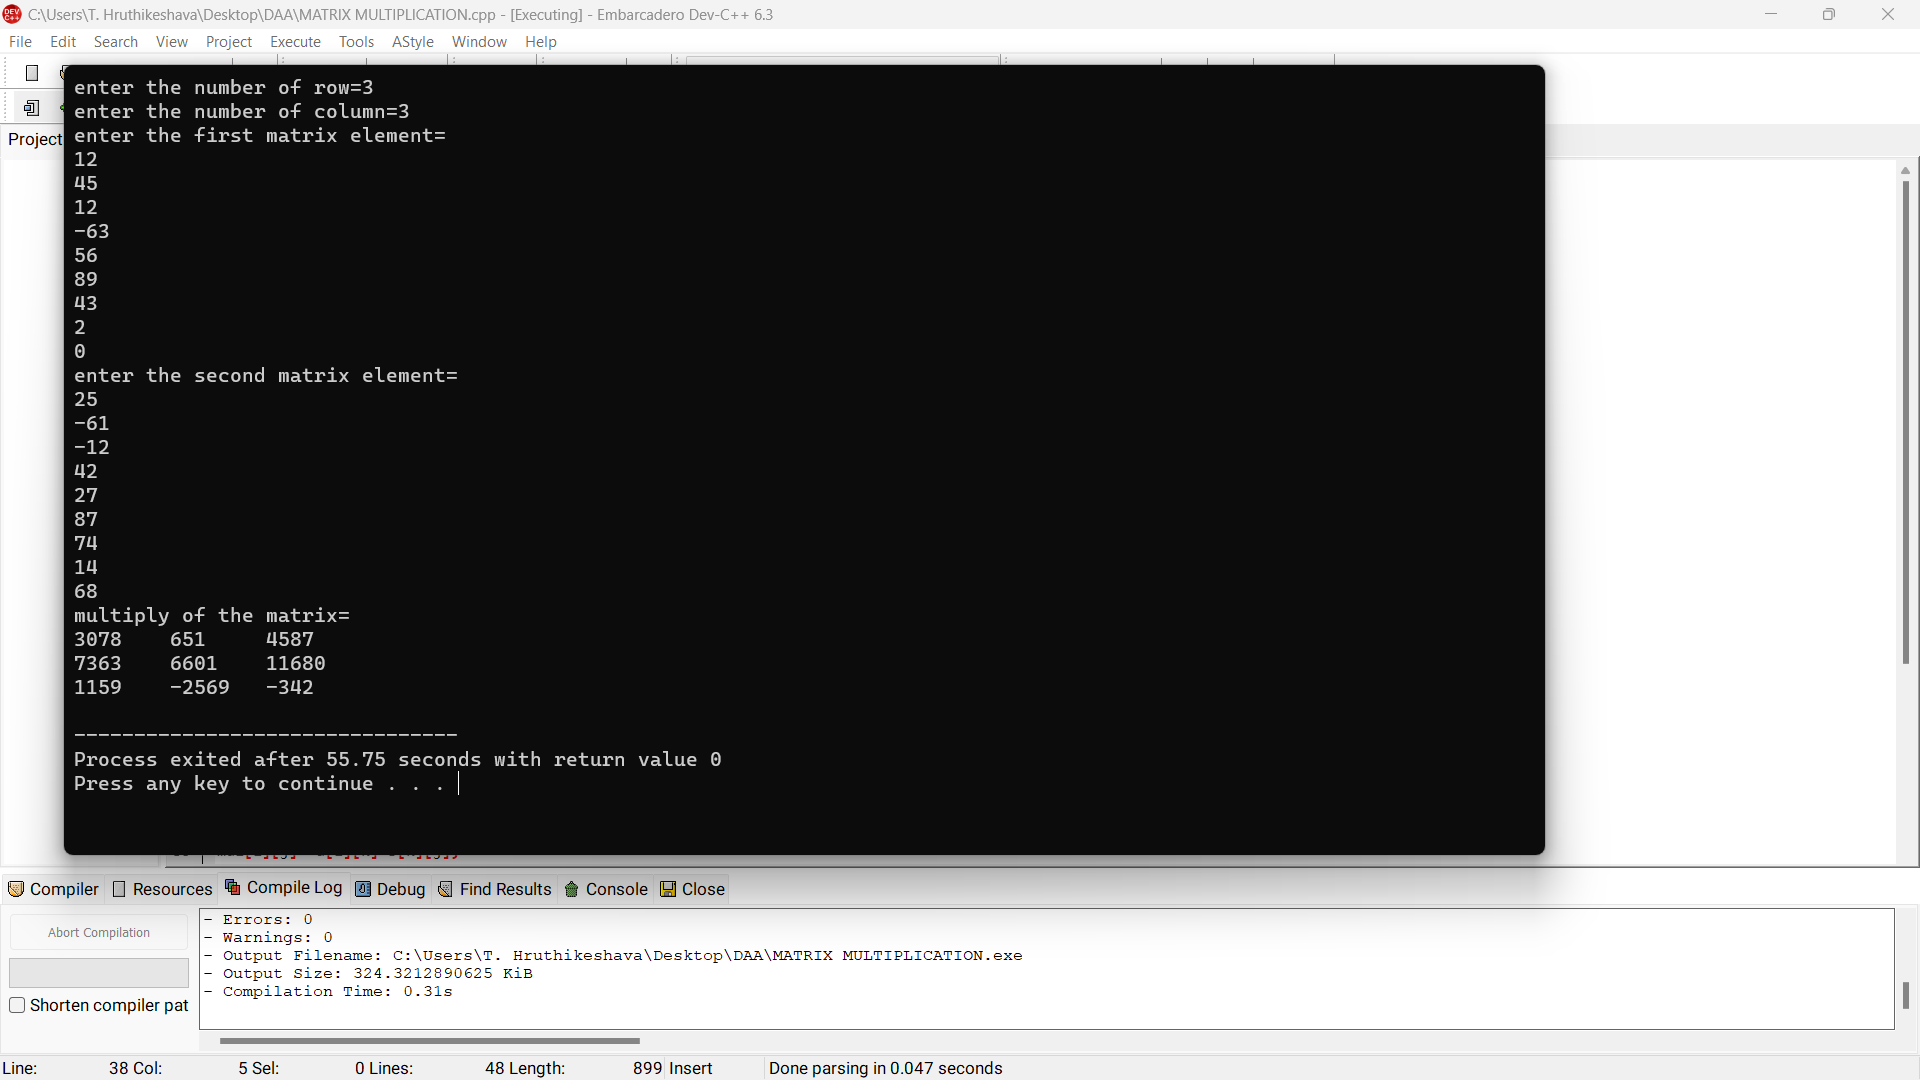 C:\Users\T. Hruthikeshava\Desktop\DAA\MATRIX MULTIPLICATION.cpp - [Executing] - Embarcadero Dev-C++ 6.3
File Edit Search View Project Execute Tools AStyle Window Help
Project
enter the number of row=3
enter the number of column=3
enter the first matrix element=
12
45
12
-63
56
89
43
2
0
enter the second matrix element=
25
-61
-12
42
27
87
74
14
68
multiply of the matrix=
3078 651 4587
7363 6601 11680
1159 -2569 -342
--------------------------------
Process exited after 55.75 seconds with return value 0
Press any key to continue . . .
Compiler Resources Compile Log Debug Find Results Console Close
Abort Compilation
Shorten compiler pat
- Errors: 0
- Warnings: 0
- Output Filename: C:\Users\T. Hruthikeshava\Desktop\DAA\MATRIX MULTIPLICATION.exe
- Output Size: 324.3212890625 KiB
- Compilation Time: 0.31s
Line: 38 Col: 5 Sel: 0 Lines: 48 Length: 899 Insert Done parsing in 0.047 seconds